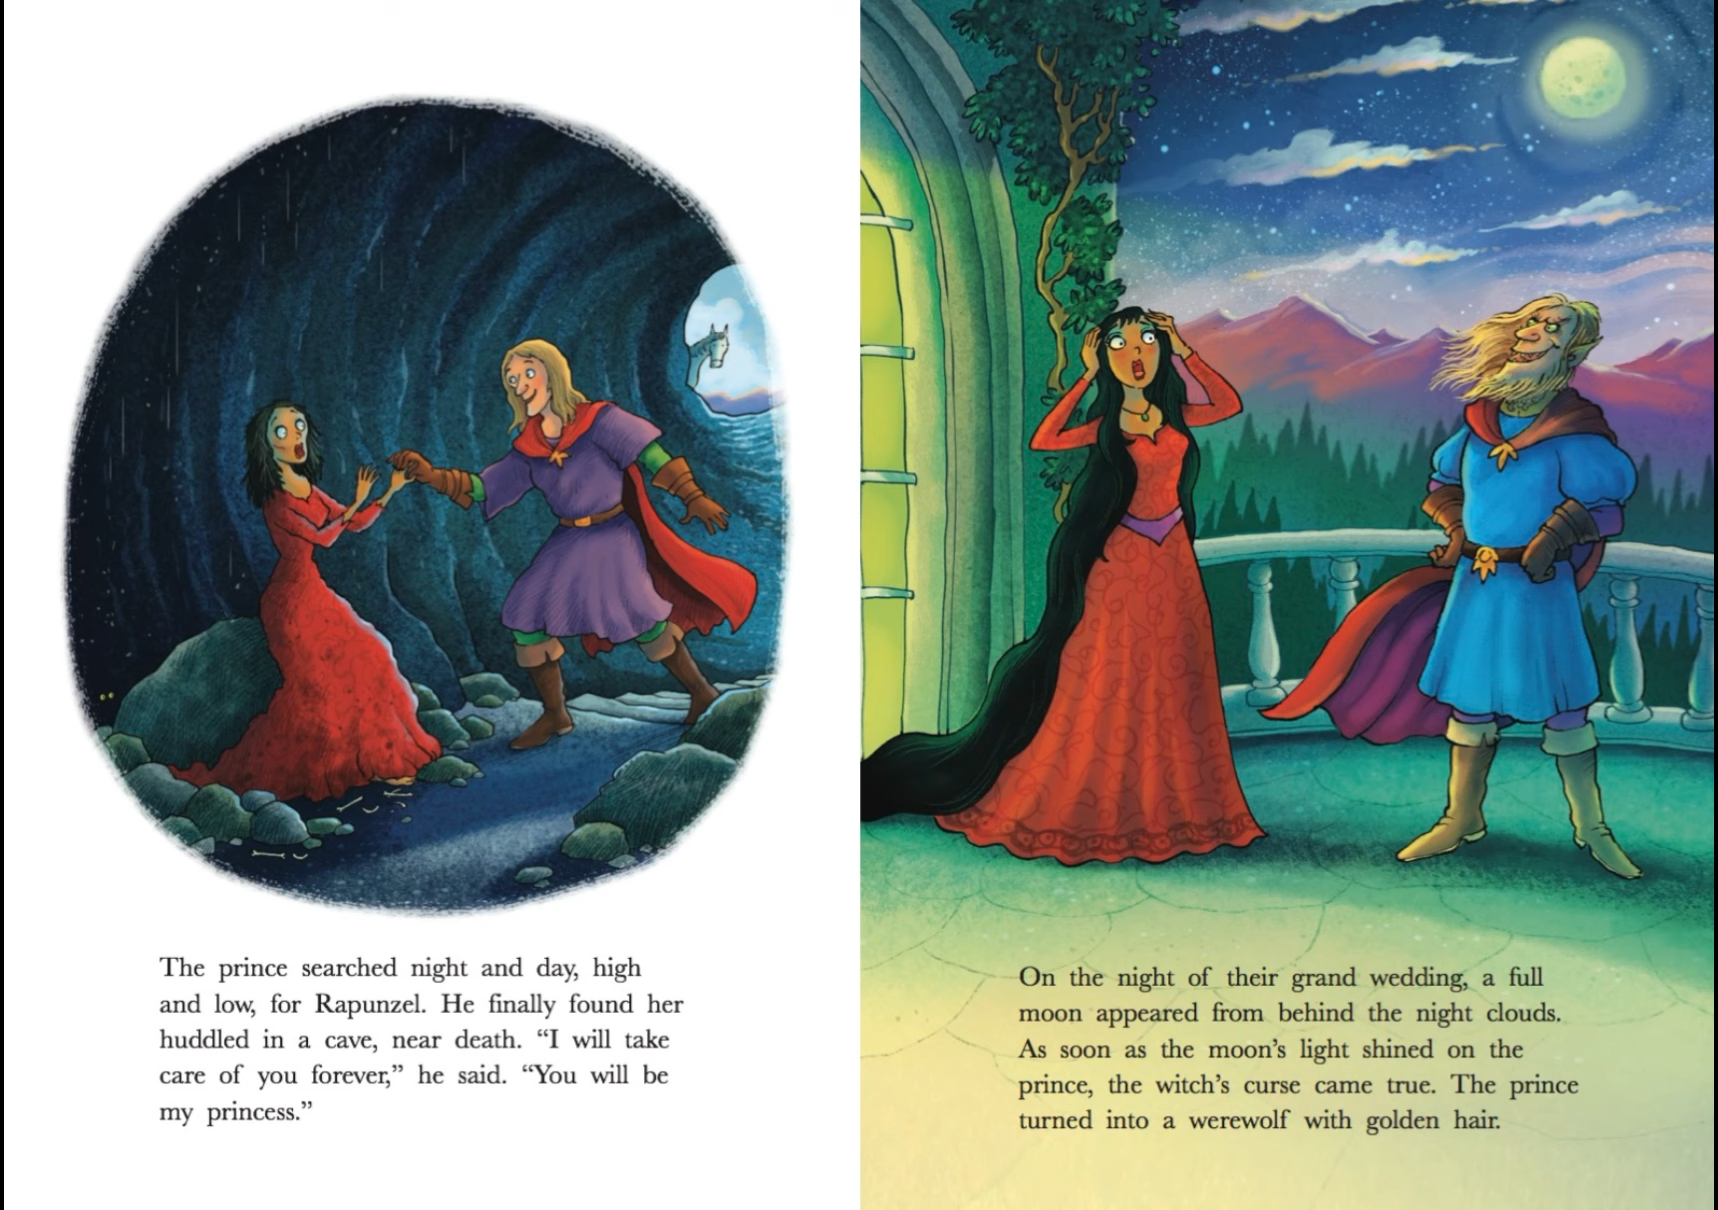 The prince searched night and day, high
and low, for Rapunzel. He finally found her
huddled in a cave, near death. “I will take
care of you forever,” he said. “You will be
my princess.”
On the night of their grand wedding, a full
moon appeared from behind the night clouds.
As soon as the moon’s light shined on the
prince, the witch’s curse came true. The prince
turned into a werewolf with golden hair.